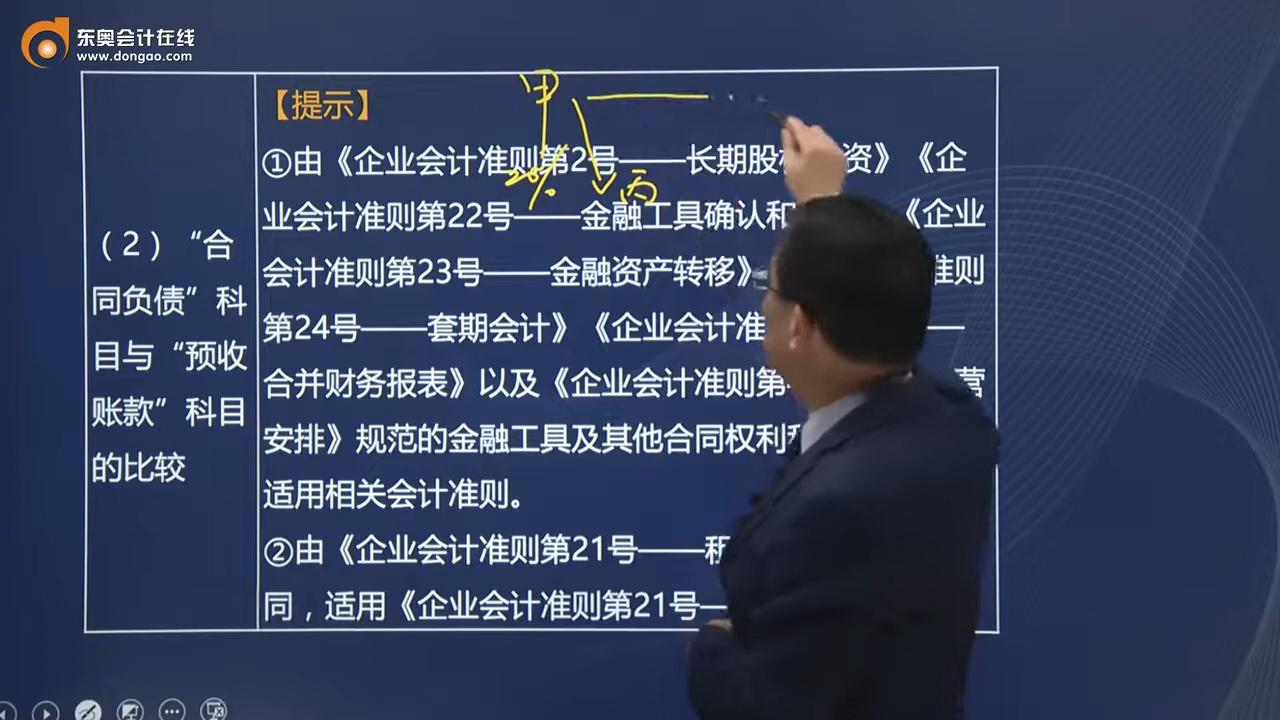 东奥会计在线
www.dongao.com
甲
20%
丙
（2）“合
同负债”科
目与“预收
账款”科目
的比较
【提示】
①由《企业会计准则第2号——长期股 资》《企
业会计准则第22号——金融工具确认和 《企业
会计准则第23号——金融资产转移》 准则
第24号——套期会计》《企业会计准 ——
合并财务报表》以及《企业会计准则第 营
安排》规范的金融工具及其他合同权利
适用相关会计准则。
②由《企业会计准则第21号——租
同，适用《企业会计准则第21号—